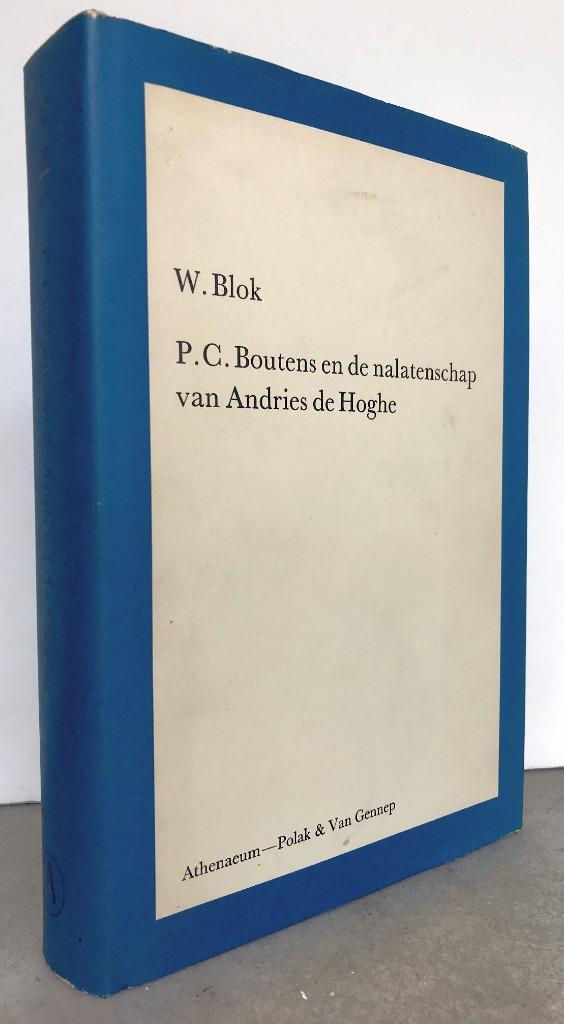 W. Blok
P.C. Boutens en de nalatenschap
van Andries de Hoghe
Athenaeum—Polak & Van Gennep